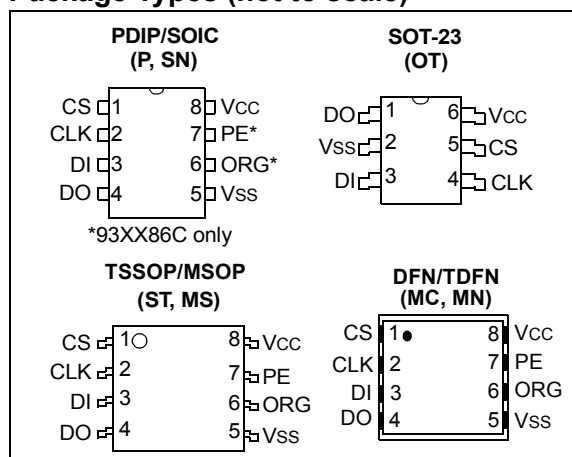 Package Types (not to scale)
PDIP/SOIC
(P, SN)
CS 1 8 VCC
CLK 2 7 PE*
DI 3 6 ORG*
DO 4 5 VSS
*93XX86C only
SOT-23
(OT)
DO 1 6 VCC
VSS 2 5 CS
DI 3 4 CLK
TSSOP/MSOP
(ST, MS)
CS 1 8 VCC
CLK 2 7 PE
DI 3 6 ORG
DO 4 5 VSS
DFN/TDFN
(MC, MN)
CS 1 8 VCC
CLK 2 7 PE
DI 3 6 ORG
DO 4 5 VSS